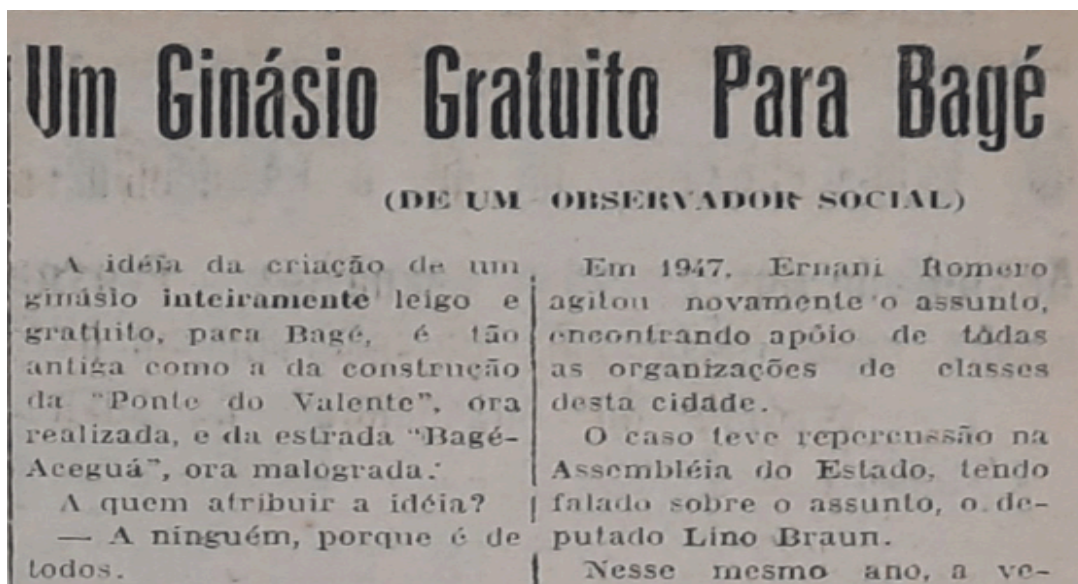 Um Ginásio Gratuito Para Bagé
(DE UM OBSERVADOR SOCIAL)
A idéia da criação de um
ginásio inteiramente leigo e
gratuito, para Bagé, é tão
antiga como a da construção
da "Ponte do Valente", ora
realizada, e da estrada "Bagé-
Aceguá", ora malograda.
A quem atribuir a idéia?
— A ninguém, porque é de
todos.
Em 1947, Ernani Romero
agitou novamente o assunto,
encontrando apôio de tôdas
as organizações de classes
desta cidade.
O caso teve repercussão na
Assembléia do Estado, tendo
falado sobre o assunto, o de-
putado Lino Braun.
Nesse mesmo ano, a ve-